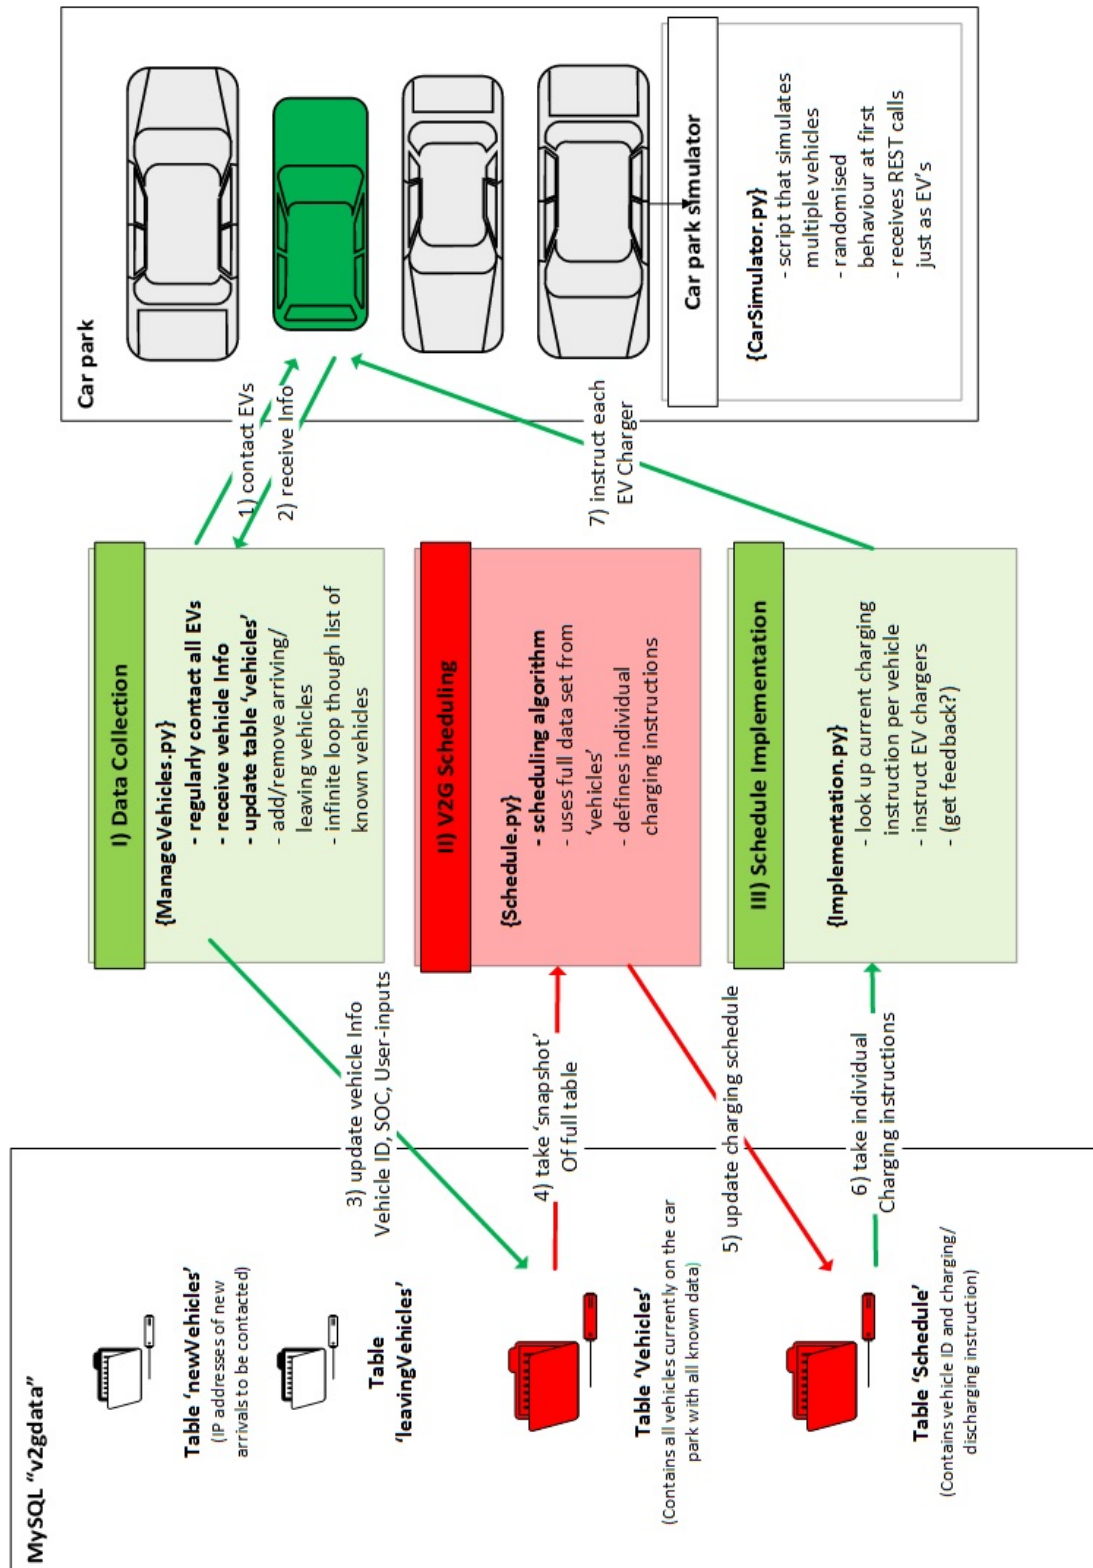 MySQL “v2gdata”
Table ‘newVehicles’
(IP addresses of new
arrivals to be contacted)
Table
‘leavingVehicles’
Table ‘Vehicles’
(Contains all vehicles currently on the car
park with all known data)
Table ‘Schedule’
(Contains vehicle ID and charging/
discharging instruction)
3) update vehicle Info
Vehicle ID, SOC, User-inputs
4) take ‘snapshot’
Of full table
5) update charging schedule
6) take individual
Charging instructions
I) Data Collection
{ManageVehicles.py}
- regularly contact all EVs
- receive vehicle Info
- update table ‘vehicles’
- add/remove arriving/
leaving vehicles
- infinite loop though list of
known vehicles
II) V2G Scheduling
{Schedule.py}
- scheduling algorithm
- uses full data set from
‘vehicles’
- defines individual
charging instructions
III) Schedule Implementation
{Implementation.py}
- look up current charging
instruction per vehicle
- instruct EV chargers
- (get feedback?)
1) contact EVs
2) receive Info
7) instruct each
EV Charger
Car park
Car park simulator
{CarSimulator.py}
- script that simulates
multiple vehicles
- randomised
behaviour at first
- receives REST calls
just as EV’s